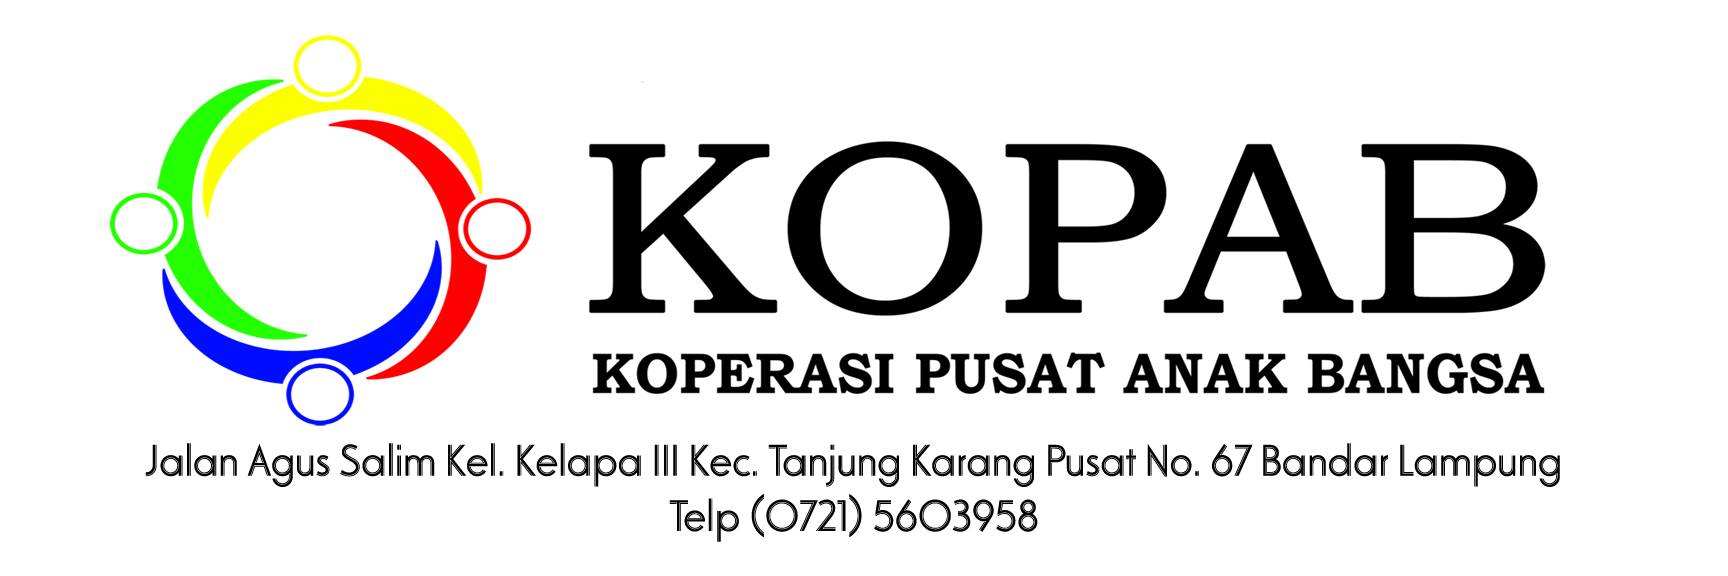 KOPAB
KOPERASI PUSAT ANAK BANGSA
Jalan Agus Salim Kel. Kelapa III Kec. Tanjung Karang Pusat No. 67 Bandar Lampung
Telp (0721) 5603958